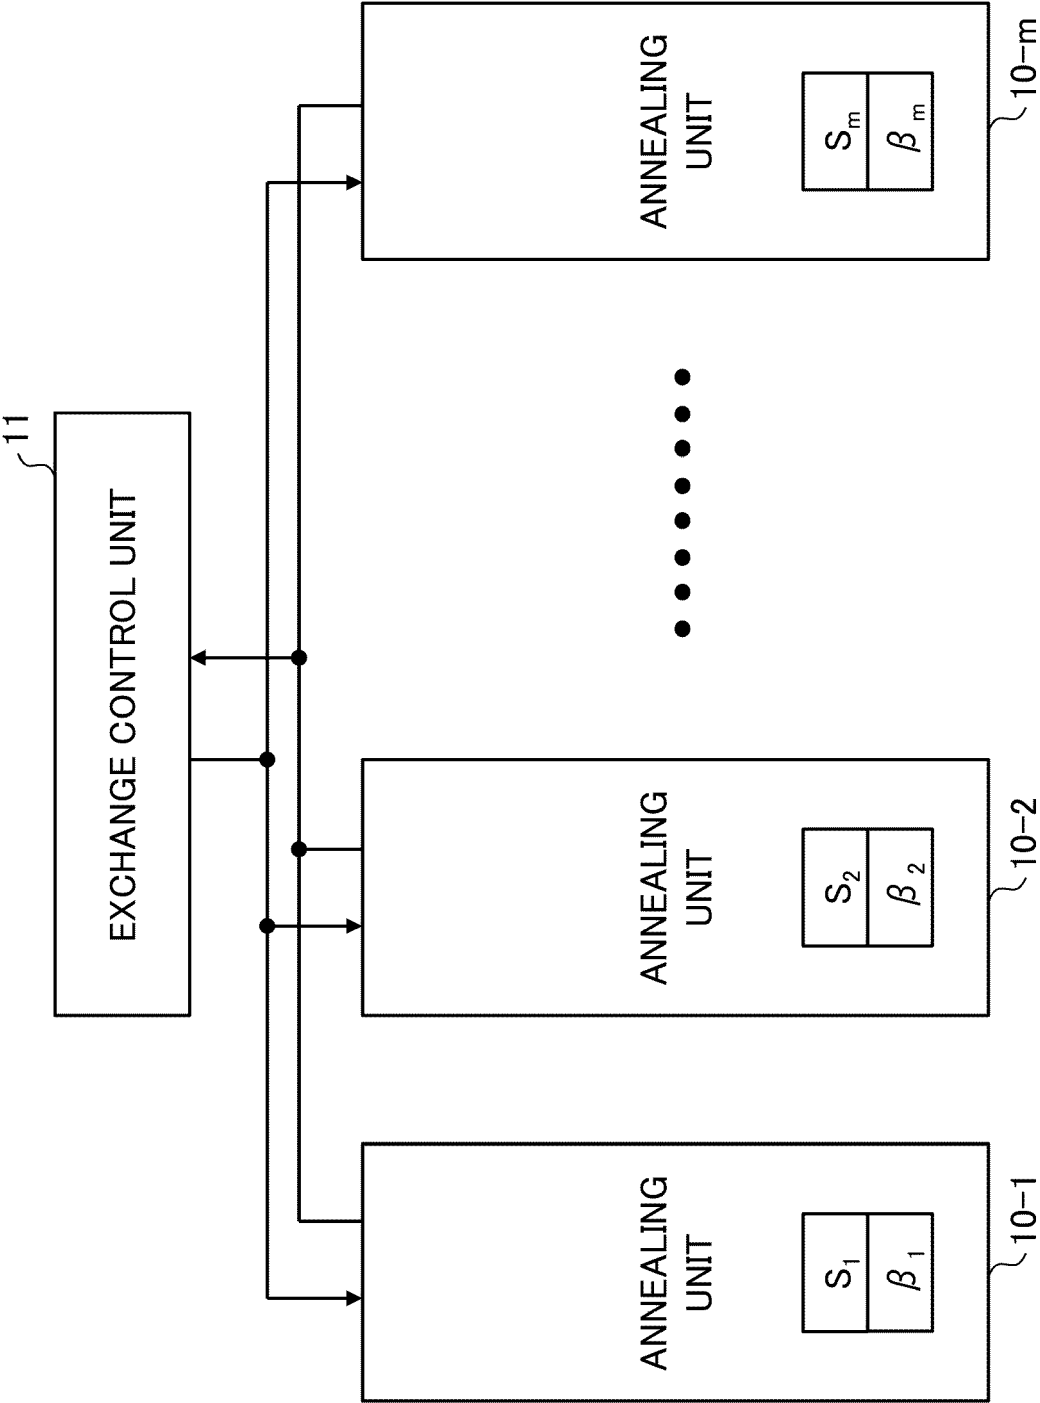 11
EXCHANGE CONTROL UNIT
ANNEALING
UNIT
S1
β1
10-1
ANNEALING
UNIT
S2
β2
10-2
ANNEALING
UNIT
Sm
βm
10-m